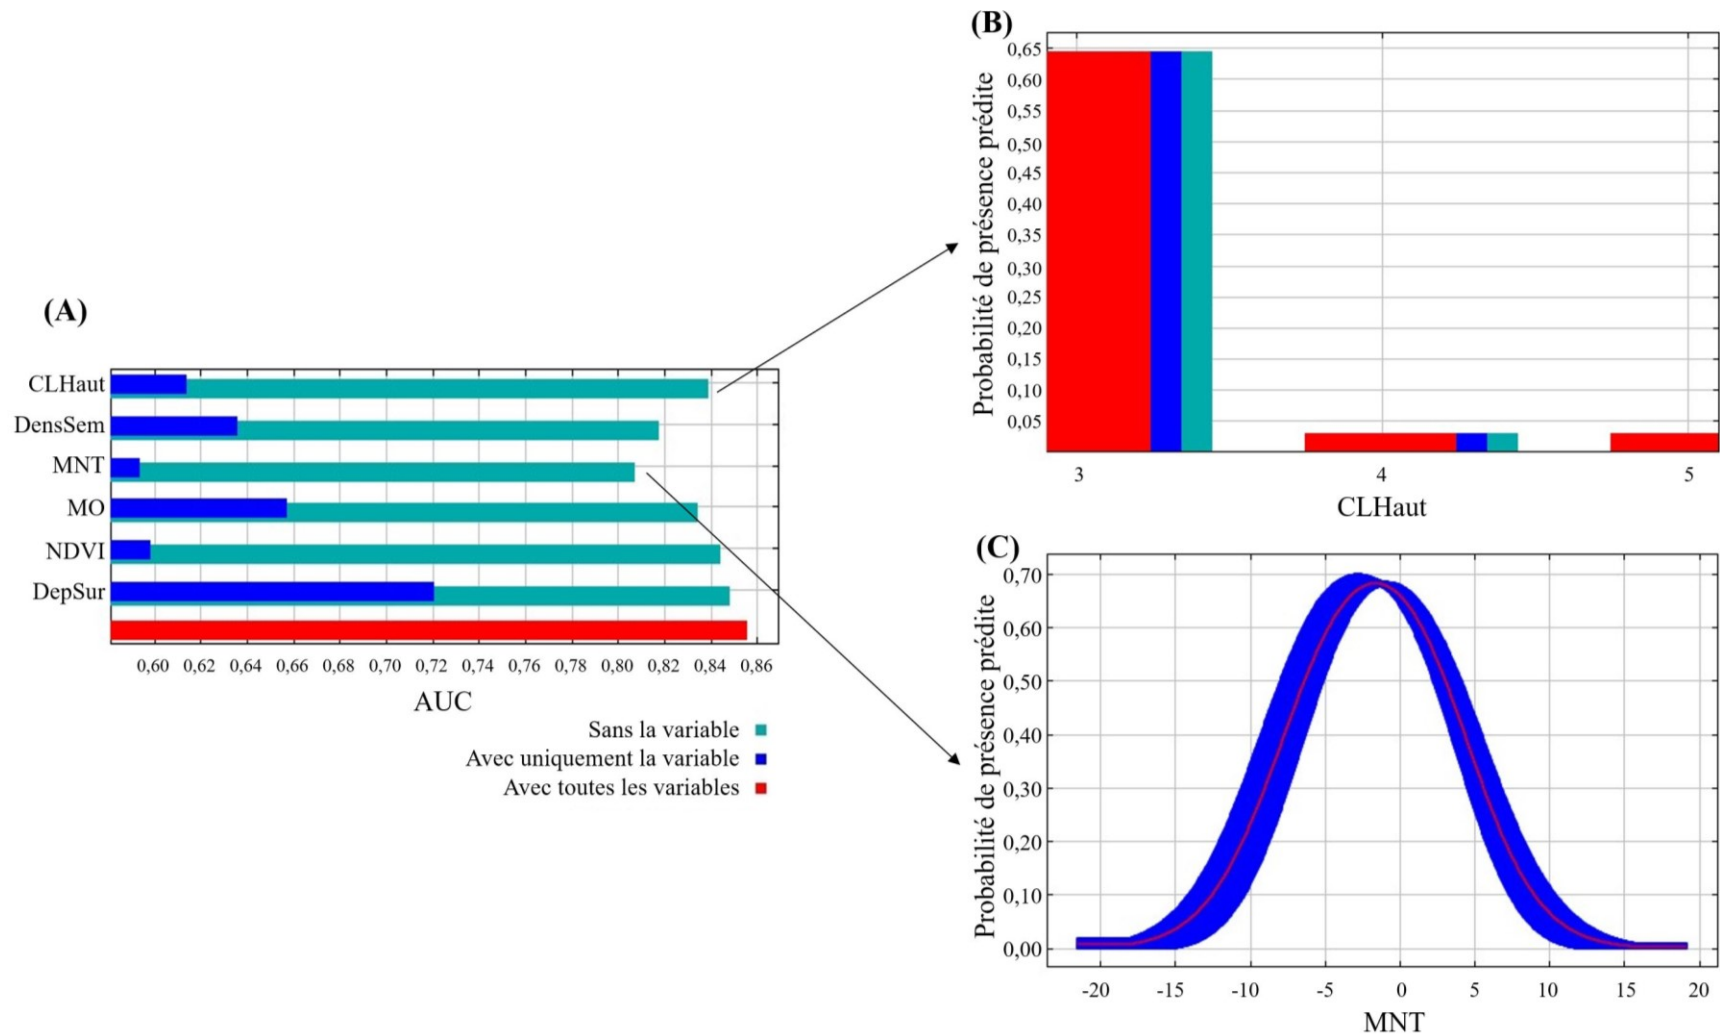 (A)
CLHaut
DensSem
MNT
MO
NDVI
DepSur
0,60 0,62 0,64 0,66 0,68 0,70 0,72 0,74 0,76 0,78 0,80 0,82 0,84 0,86
AUC
Sans la variable
Avec uniquement la variable
Avec toutes les variables
(B)
Probabilité de présence prédite
0,65
0,60
0,55
0,50
0,45
0,40
0,35
0,30
0,25
0,20
0,15
0,10
0,05
3 4 5
CLHaut
(C)
Probabilité de présence prédite
0,70
0,60
0,50
0,40
0,30
0,20
0,10
0,00
-20 -15 -10 -5 0 5 10 15 20
MNT